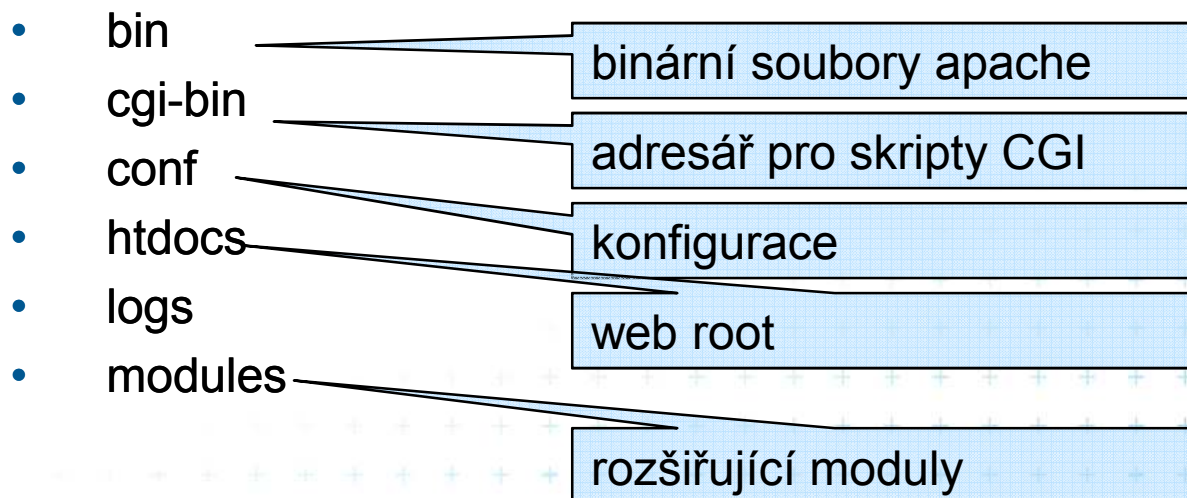 • bin
binární soubory apache
• cgi-bin
adresář pro skripty CGI
• conf
konfigurace
• htdocs
web root
• logs
• modules
rozšiřující moduly